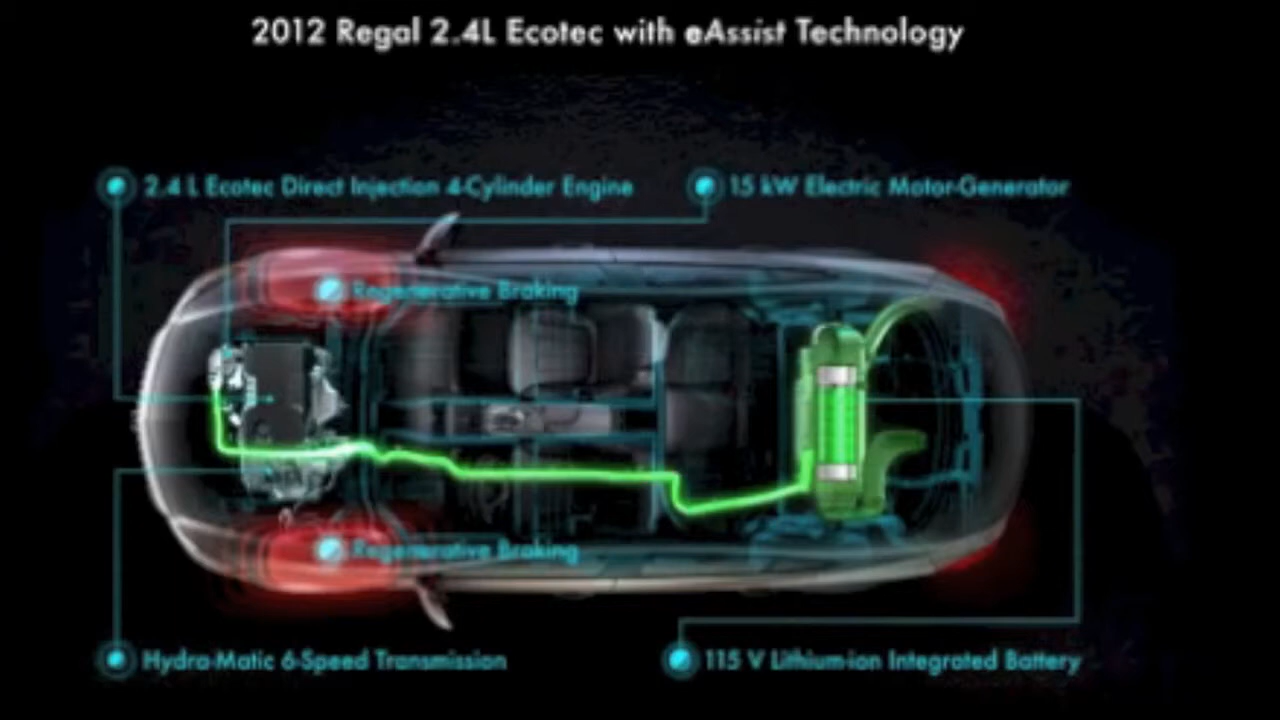 2012 Regal 2.4L Ecotec with eAssist Technology
2.4 L Ecotec Direct Injection 4-Cylinder Engine
15 kW Electric Motor-Generator
Regenerative Braking
Regenerative Braking
Hydra-Matic 6-Speed Transmission
115 V Lithium-ion Integrated Battery